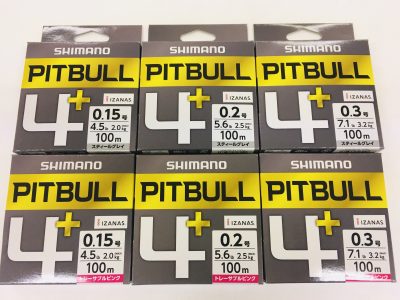 SHIMANO
PITBULL
4+
IZANAS
0.15号
4.5lb 2.0kg
100m
スティールグレイ
SHIMANO
PITBULL
4+
IZANAS
0.2号
5.6lb 2.5kg
100m
スティールグレイ
SHIMANO
PITBULL
4+
IZANAS
0.3号
7.1lb 3.2kg
100m
スティールグレイ
SHIMANO
PITBULL
4+
IZANAS
0.15号
4.5lb 2.0kg
100m
トレーサブルピンク
SHIMANO
PITBULL
4+
IZANAS
0.2号
5.6lb 2.5kg
100m
トレーサブルピンク
SHIMANO
PITBULL
4+
IZANAS
0.3号
7.1lb 3.2kg
100m
ピンク